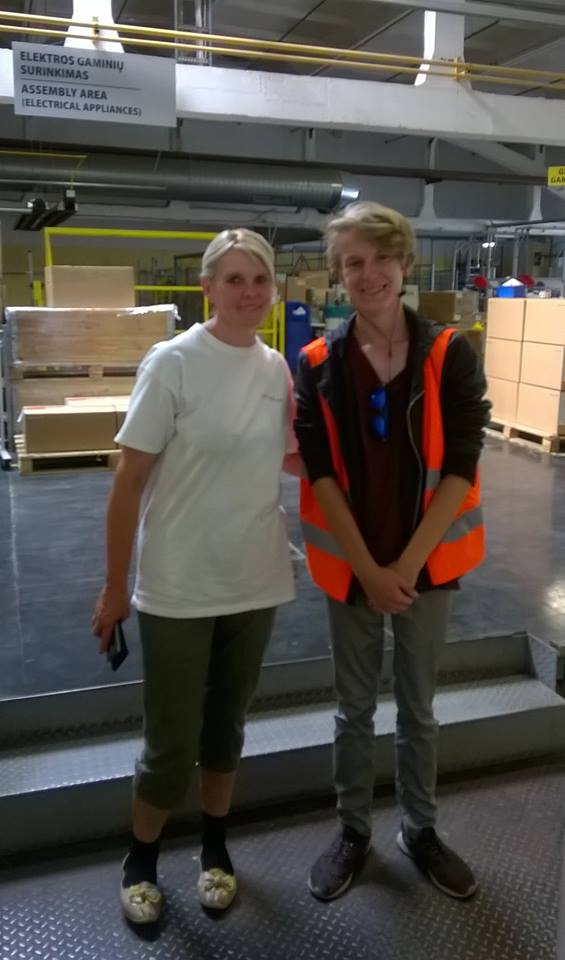 ELEKTROS GAMINIŲ
SURINKIMAS
ASSEMBLY AREA
(ELECTRICAL APPLIANCES)